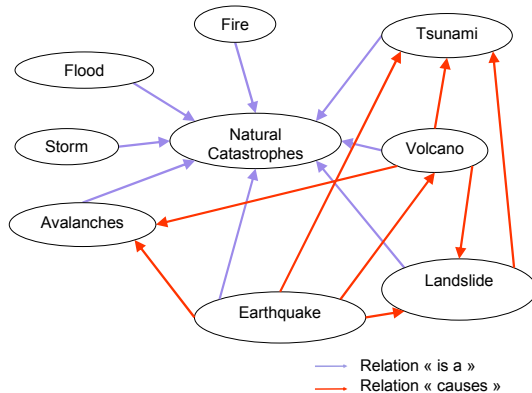 Fire
Tsunami
Flood
Natural
Catastrophes
Storm
Volcano
Avalanches
Landslide
Earthquake
Relation « is a »
Relation « causes »